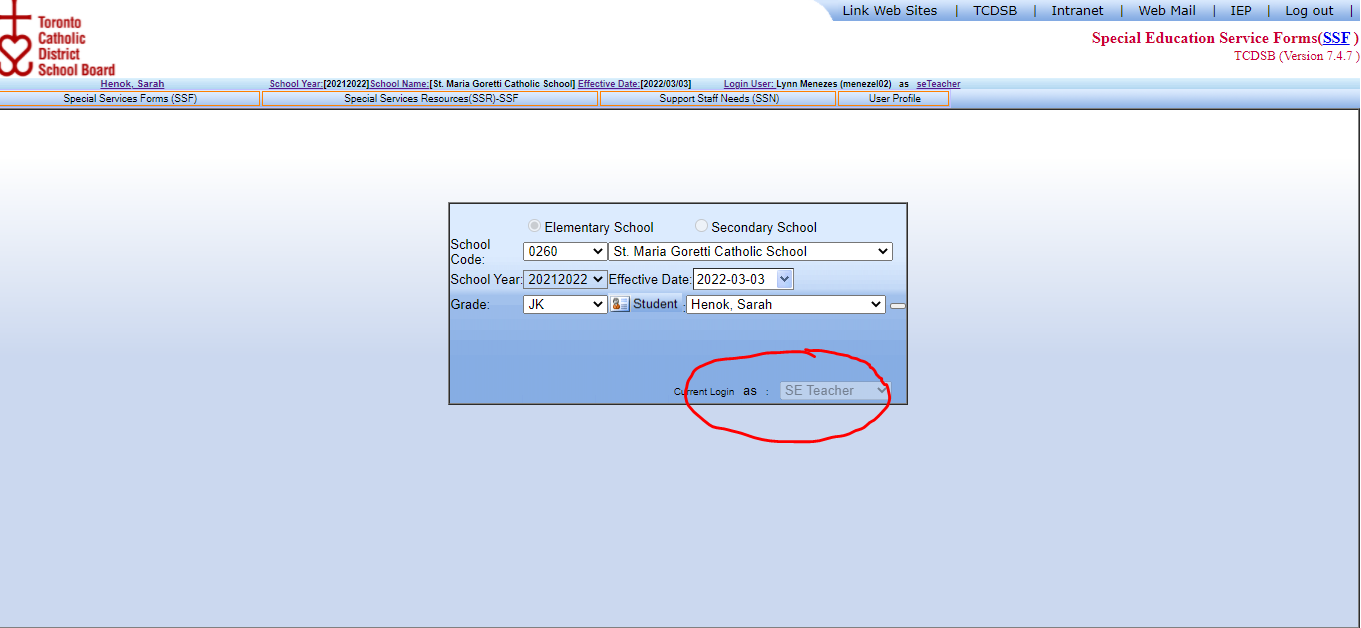 Link Web Sites | TCDSB | Intranet | Web Mail | IEP | Log out |
Toronto
Catholic
District
School Board
Special Education Service Forms(SSF )
TCDSB (Version 7.4.7 )
Henok, Sarah School Year:[20212022]School Name:[St. Maria Goretti Catholic School] Effective Date:[2022/03/03] Login User: Lynn Menezes (menezel02) as seTeacher
Special Services Forms (SSF) Special Services Resources(SSR)-SSF Support Staff Needs (SSN) User Profile
Elementary School Secondary School
School
Code: 0260 St. Maria Goretti Catholic School
School Year: 20212022 Effective Date: 2022-03-03
Grade: JK Student : Henok, Sarah
Current Login as : SE Teacher